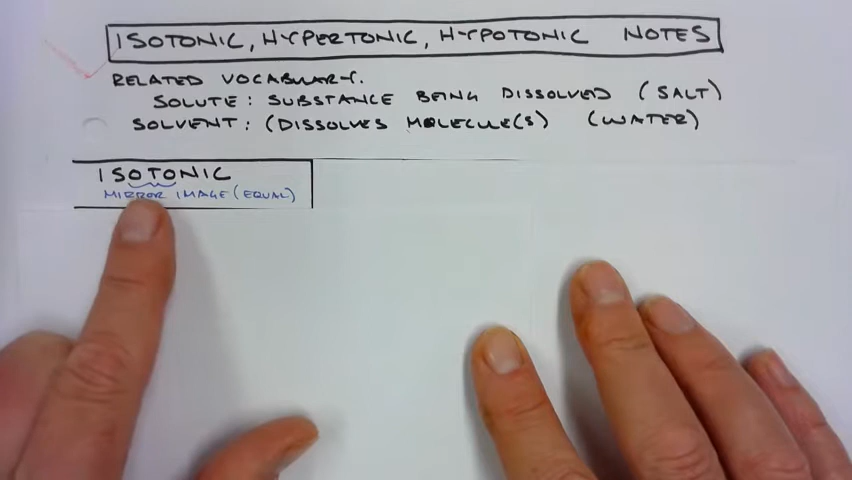 ISOTONIC, HYPERTONIC, HYPOTONIC NOTES
RELATED VOCABULARY.
SOLUTE: SUBSTANCE BEING DISSOLVED (SALT)
SOLVENT: (DISSOLVES MOLECULE(S) (WATER)
ISOTONIC
MIRROR IMAGE (EQUAL)